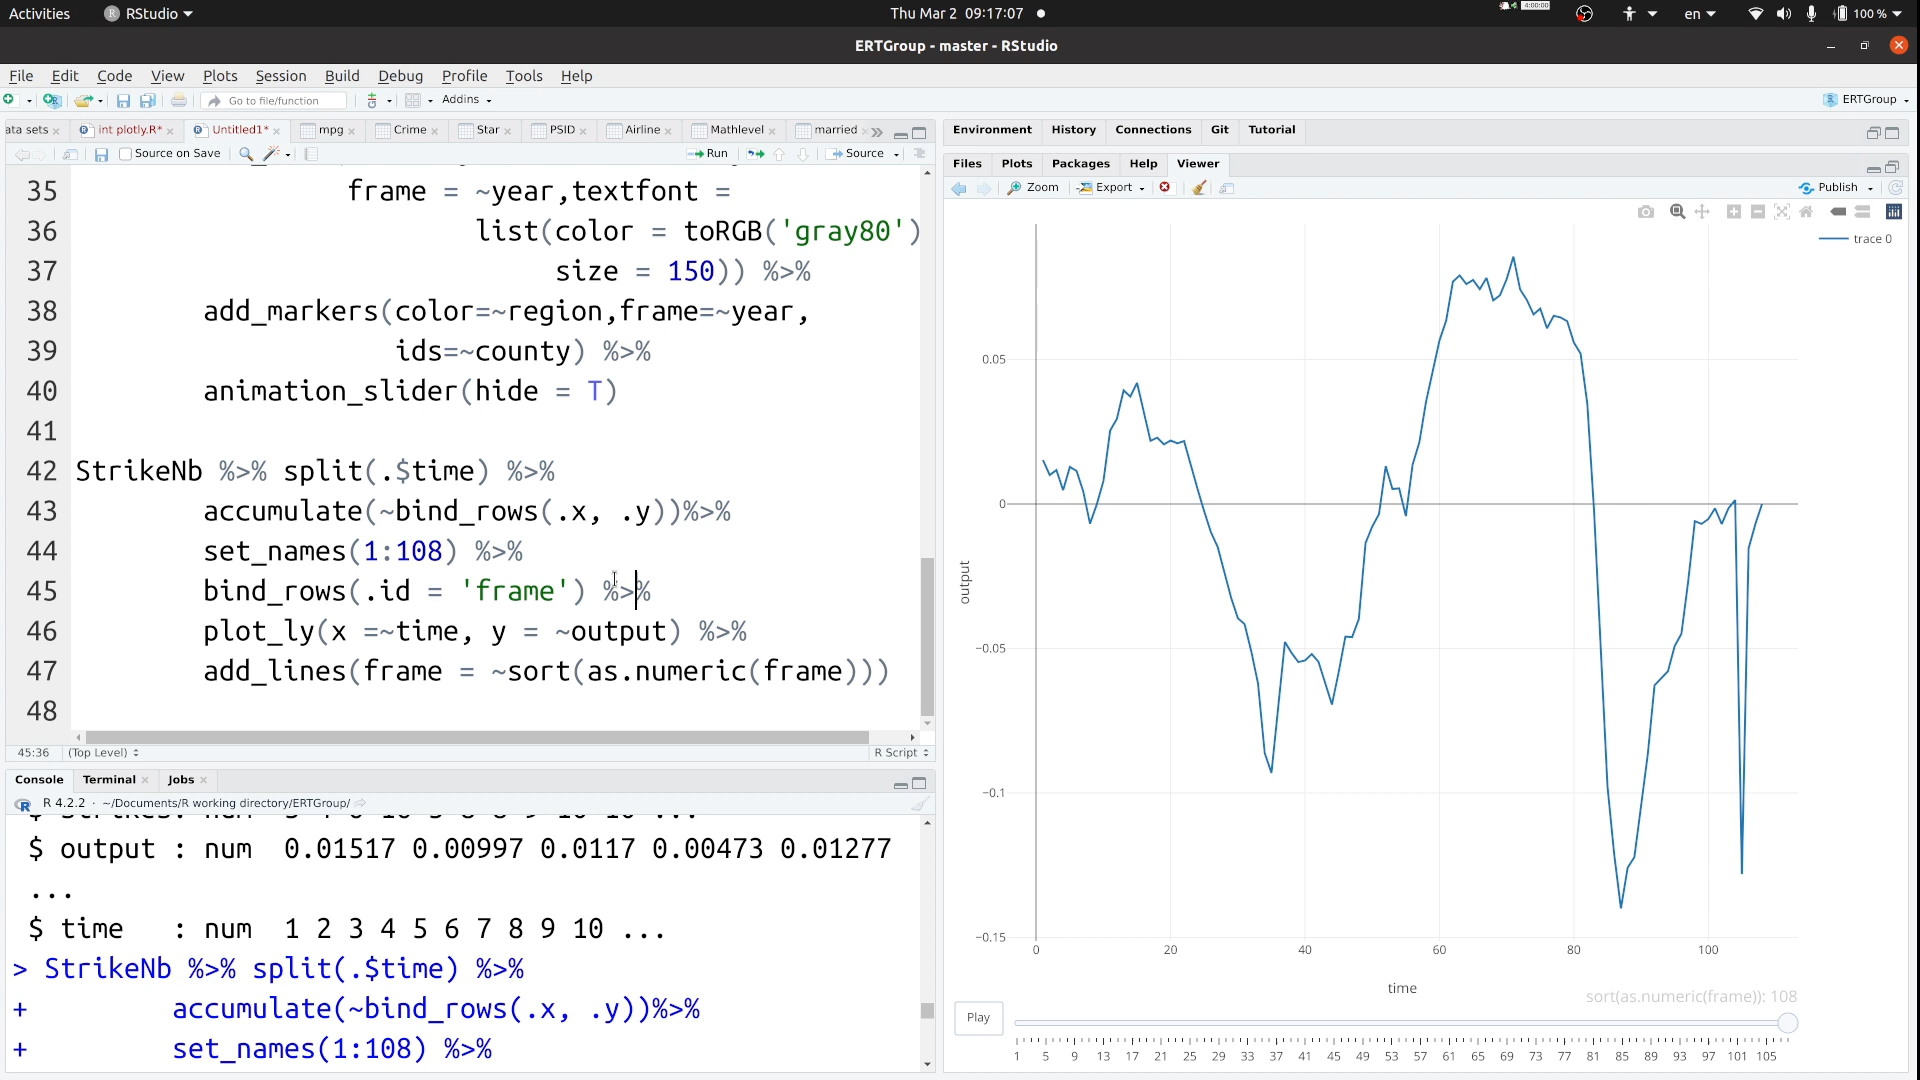 Activities RStudio Thu Mar 2 09:17:07 4:00:00 en 100 %
ERTGroup - master - RStudio
File Edit Code View Plots Session Build Debug Profile Tools Help
Go to file/function Addins ERTGroup
ata sets int plotly.R* Untitled1* mpg Crime Star PSID Airline Mathlevel married
Source on Save Run Source
35 frame = ~year,textfont =
36 list(color = toRGB('gray80')
37 size = 150)) %>%
38 add_markers(color=~region,frame=~year,
39 ids=~county) %>%
40 animation_slider(hide = T)
41
42 StrikeNb %>% split(.$time) %>%
43 accumulate(~bind_rows(.x, .y))%>%
44 set_names(1:108) %>%
45 bind_rows(.id = 'frame') %>%
46 plot_ly(x =~time, y = ~output) %>%
47 add_lines(frame = ~sort(as.numeric(frame)))
48
45:36 (Top Level) R Script
Console Terminal Jobs
R 4.2.2 · ~/Documents/R working directory/ERTGroup/
$ output : num 0.01517 0.00997 0.0117 0.00473 0.01277
...
$ time : num 1 2 3 4 5 6 7 8 9 10 ...
> StrikeNb %>% split(.$time) %>%
+ accumulate(~bind_rows(.x, .y))%>%
+ set_names(1:108) %>%
Environment History Connections Git Tutorial
Files Plots Packages Help Viewer
Zoom Export Publish
trace 0
0.05
0
−0.05
−0.1
−0.15
output
0 20 40 60 80 100
time
sort(as.numeric(frame)): 108
Play
1 5 9 13 17 21 25 29 33 37 41 45 49 53 57 61 65 69 73 77 81 85 89 93 97 101 105